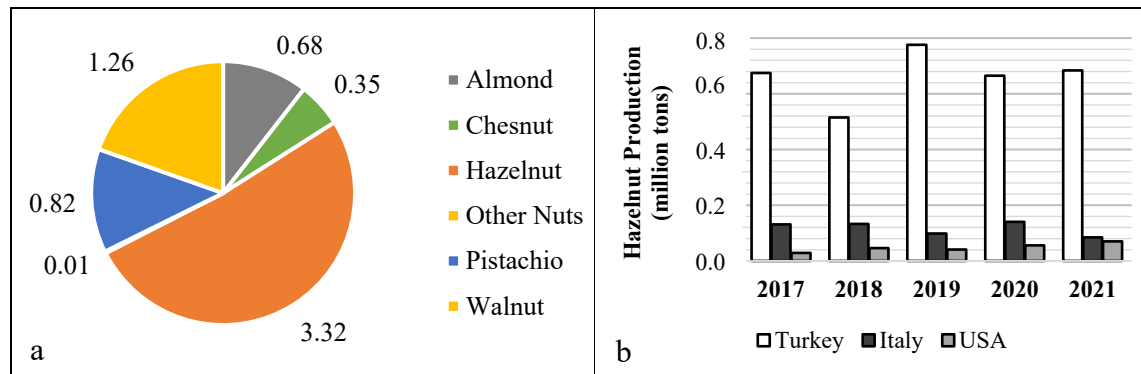 1.26
0.68
0.35
0.82
0.01
3.32
Almond
Chesnut
Hazelnut
Other Nuts
Pistachio
Walnut
a
Hazelnut Production
(million tons)
0.8
0.6
0.4
0.2
0.0
2017 2018 2019 2020 2021
Turkey Italy USA
b